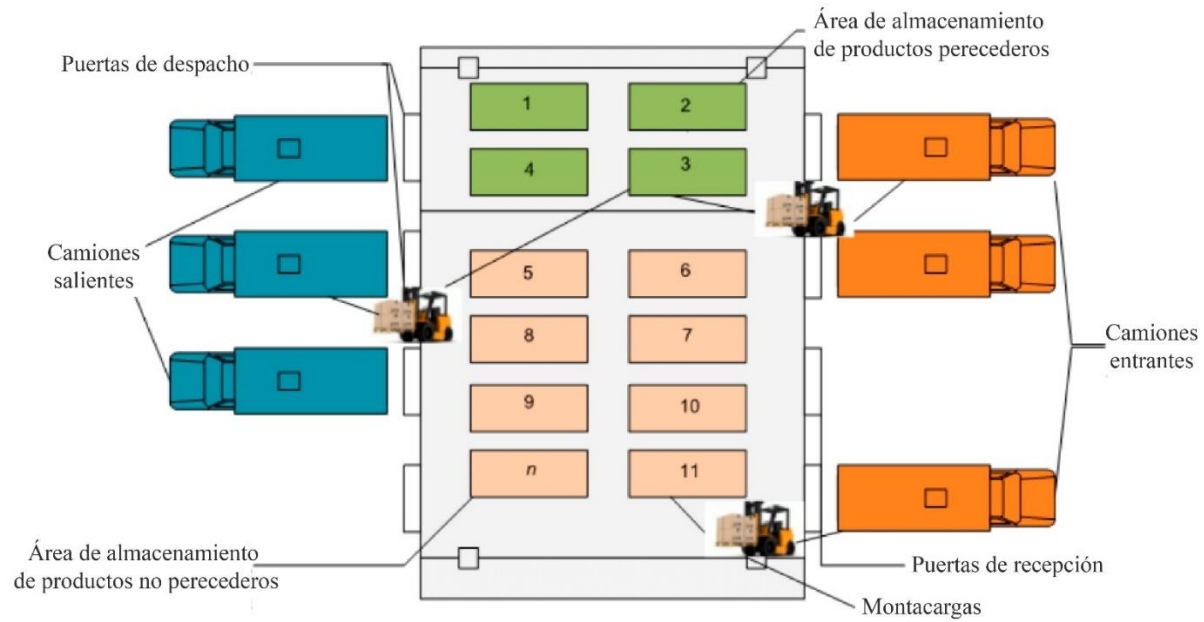 Área de almacenamiento
de productos perecederos
Puertas de despacho
1
2
4
3
Camiones
salientes
5
6
8
7
Camiones
entrantes
9
10
n
11
Área de almacenamiento
de productos no perecederos
Puertas de recepción
Montacargas